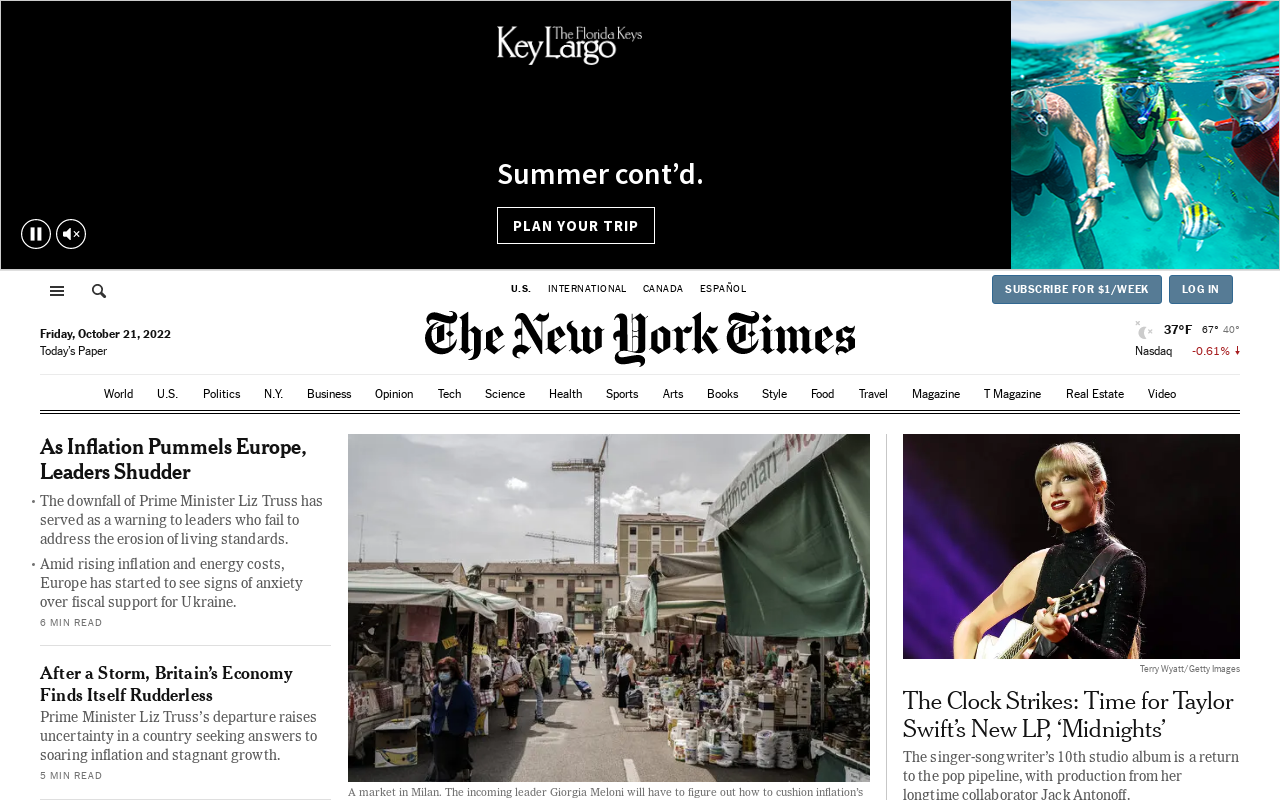 The Florida Keys
Key Largo
Summer cont'd.
PLAN YOUR TRIP
U.S. INTERNATIONAL CANADA ESPAÑOL
SUBSCRIBE FOR $1/WEEK LOG IN
Friday, October 21, 2022
Today's Paper
The New York Times
37°F 67° 40°
Nasdaq -0.61%
World U.S. Politics N.Y. Business Opinion Tech Science Health Sports Arts Books Style Food Travel Magazine T Magazine Real Estate Video
As Inflation Pummels Europe,
Leaders Shudder
• The downfall of Prime Minister Liz Truss has
served as a warning to leaders who fail to
address the erosion of living standards.
• Amid rising inflation and energy costs,
Europe has started to see signs of anxiety
over fiscal support for Ukraine.
6 MIN READ
After a Storm, Britain's Economy
Finds Itself Rudderless
Prime Minister Liz Truss's departure raises
uncertainty in a country seeking answers to
soaring inflation and stagnant growth.
5 MIN READ
Alimentari Ma
A market in Milan. The incoming leader Giorgia Meloni will have to figure out how to cushion inflation's
Terry Wyatt/Getty Images
The Clock Strikes: Time for Taylor
Swift's New LP, 'Midnights'
The singer-songwriter's 10th studio album is a return
to the pop pipeline, with production from her
longtime collaborator Jack Antonoff.